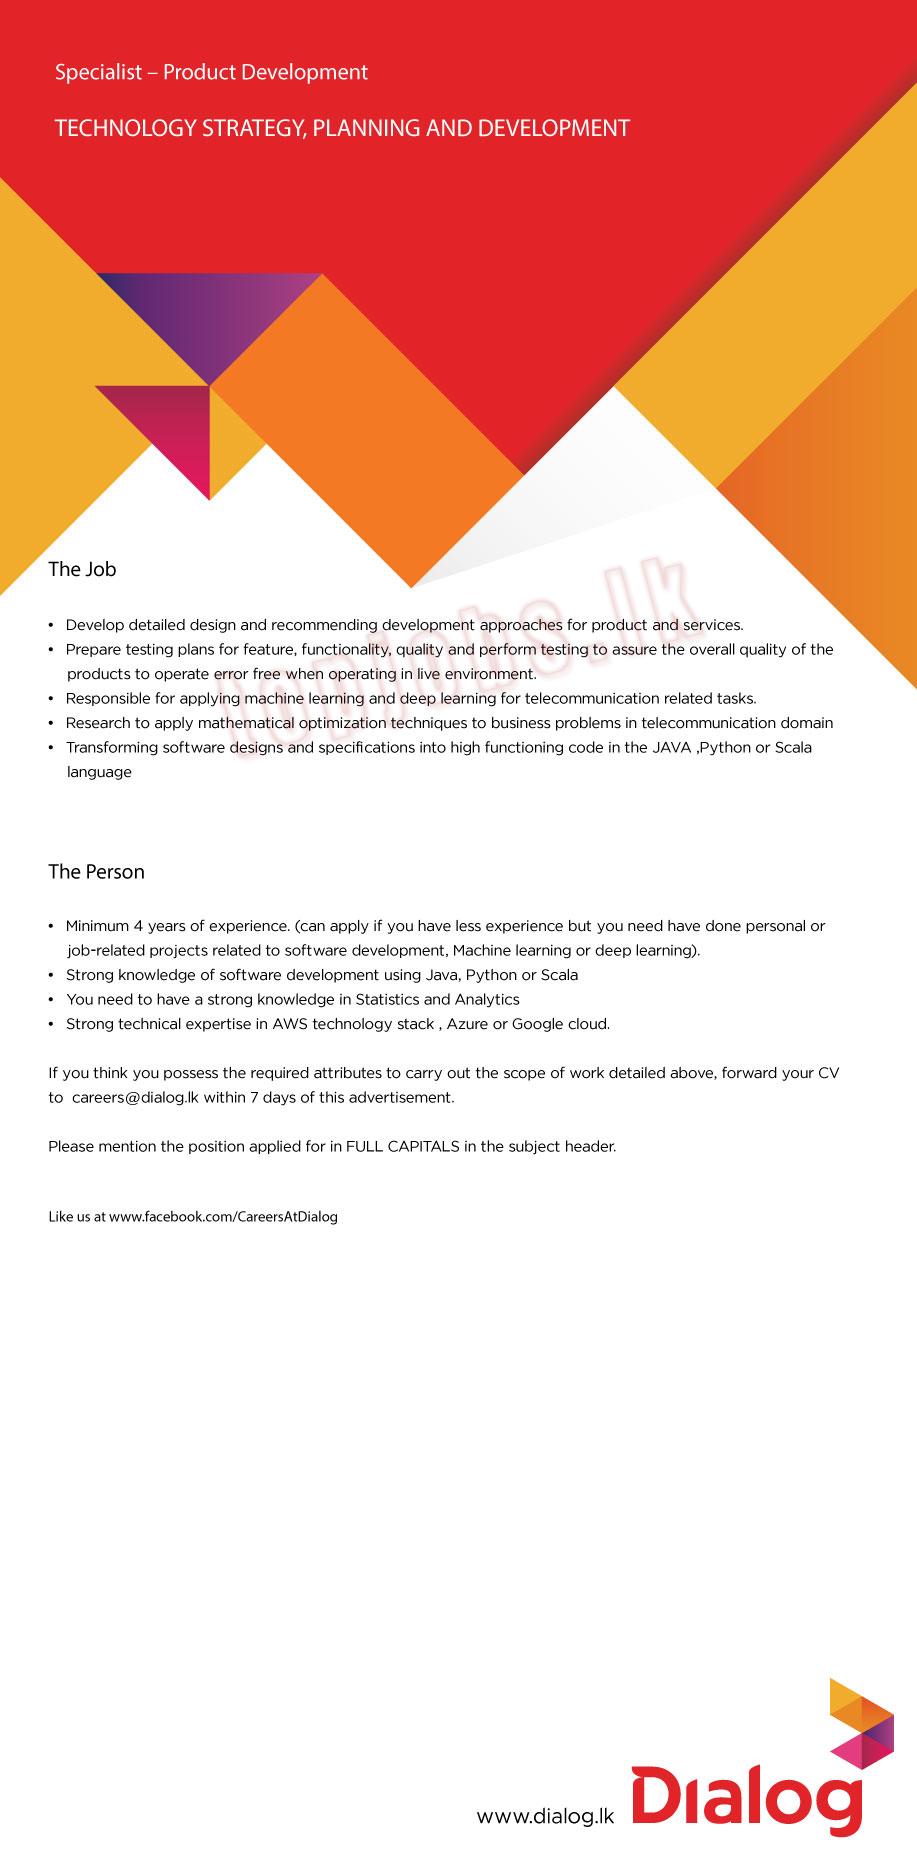 Specialist – Product Development
TECHNOLOGY STRATEGY, PLANNING AND DEVELOPMENT
The Job
• Develop detailed design and recommending development approaches for product and services.
• Prepare testing plans for feature, functionality, quality and perform testing to assure the overall quality of the
products to operate error free when operating in live environment.
• Responsible for applying machine learning and deep learning for telecommunication related tasks.
• Research to apply mathematical optimization techniques to business problems in telecommunication domain
• Transforming software designs and specifications into high functioning code in the JAVA ,Python or Scala
language
topjobs.lk
The Person
• Minimum 4 years of experience. (can apply if you have less experience but you need have done personal or
job-related projects related to software development, Machine learning or deep learning).
• Strong knowledge of software development using Java, Python or Scala
• You need to have a strong knowledge in Statistics and Analytics
• Strong technical expertise in AWS technology stack , Azure or Google cloud.
If you think you possess the required attributes to carry out the scope of work detailed above, forward your CV
to careers@dialog.lk within 7 days of this advertisement.
Please mention the position applied for in FULL CAPITALS in the subject header.
Like us at www.facebook.com/CareersAtDialog
www.dialog.lk Dialog